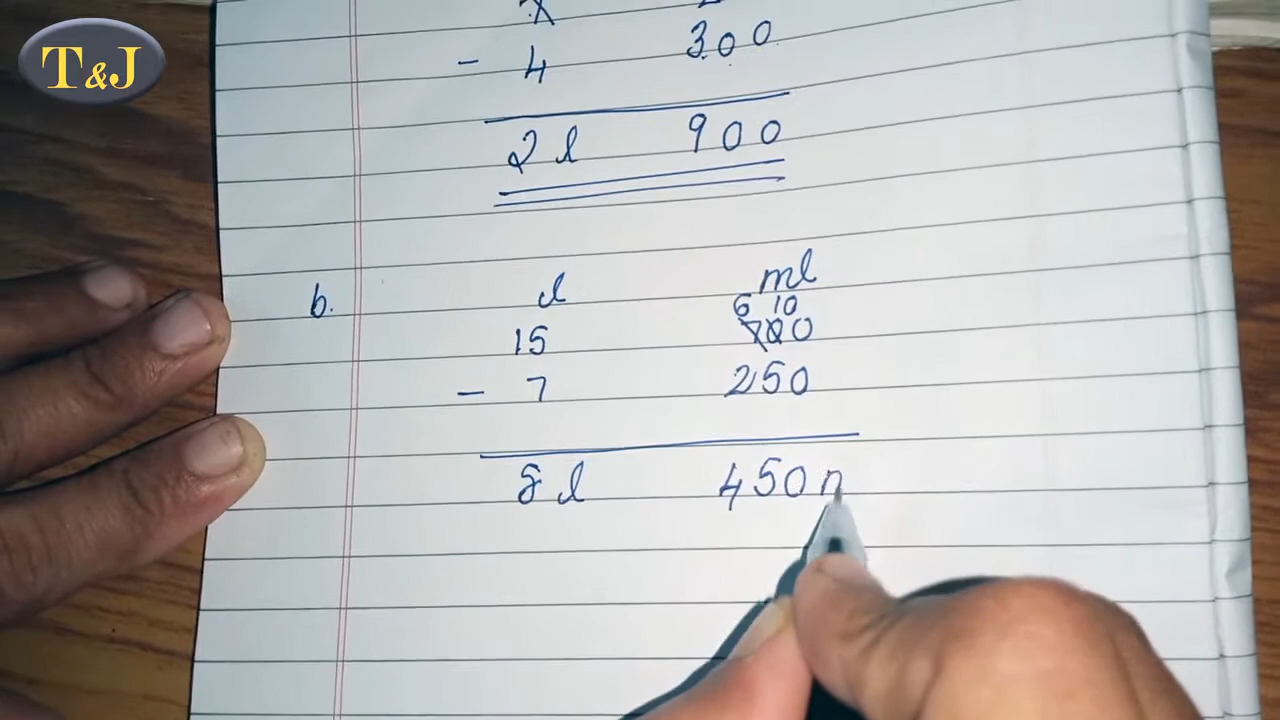 T&J
- 4 300
2 l 900
b. l ml
6 10
15 700
- 7 250
8 l 450 m